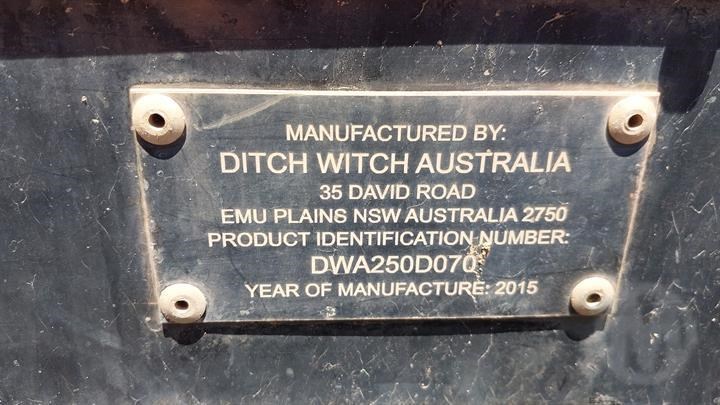 MANUFACTURED BY:
DITCH WITCH AUSTRALIA
35 DAVID ROAD
EMU PLAINS NSW AUSTRALIA 2750
PRODUCT IDENTIFICATION NUMBER:
DWA250D070
YEAR OF MANUFACTURE: 2015